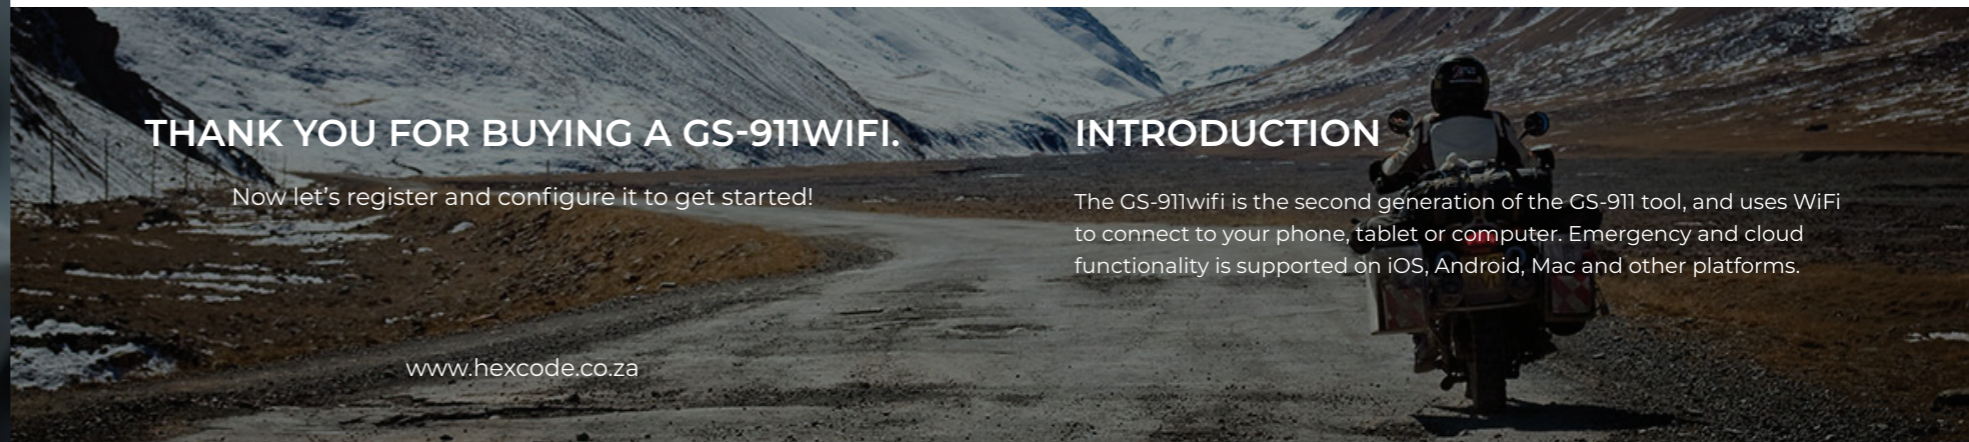 THANK YOU FOR BUYING A GS-911WIFI.
Now let's register and configure it to get started!
www.hexcode.co.za
INTRODUCTION
The GS-911wifi is the second generation of the GS-911 tool, and uses WiFi
to connect to your phone, tablet or computer. Emergency and cloud
functionality is supported on iOS, Android, Mac and other platforms.